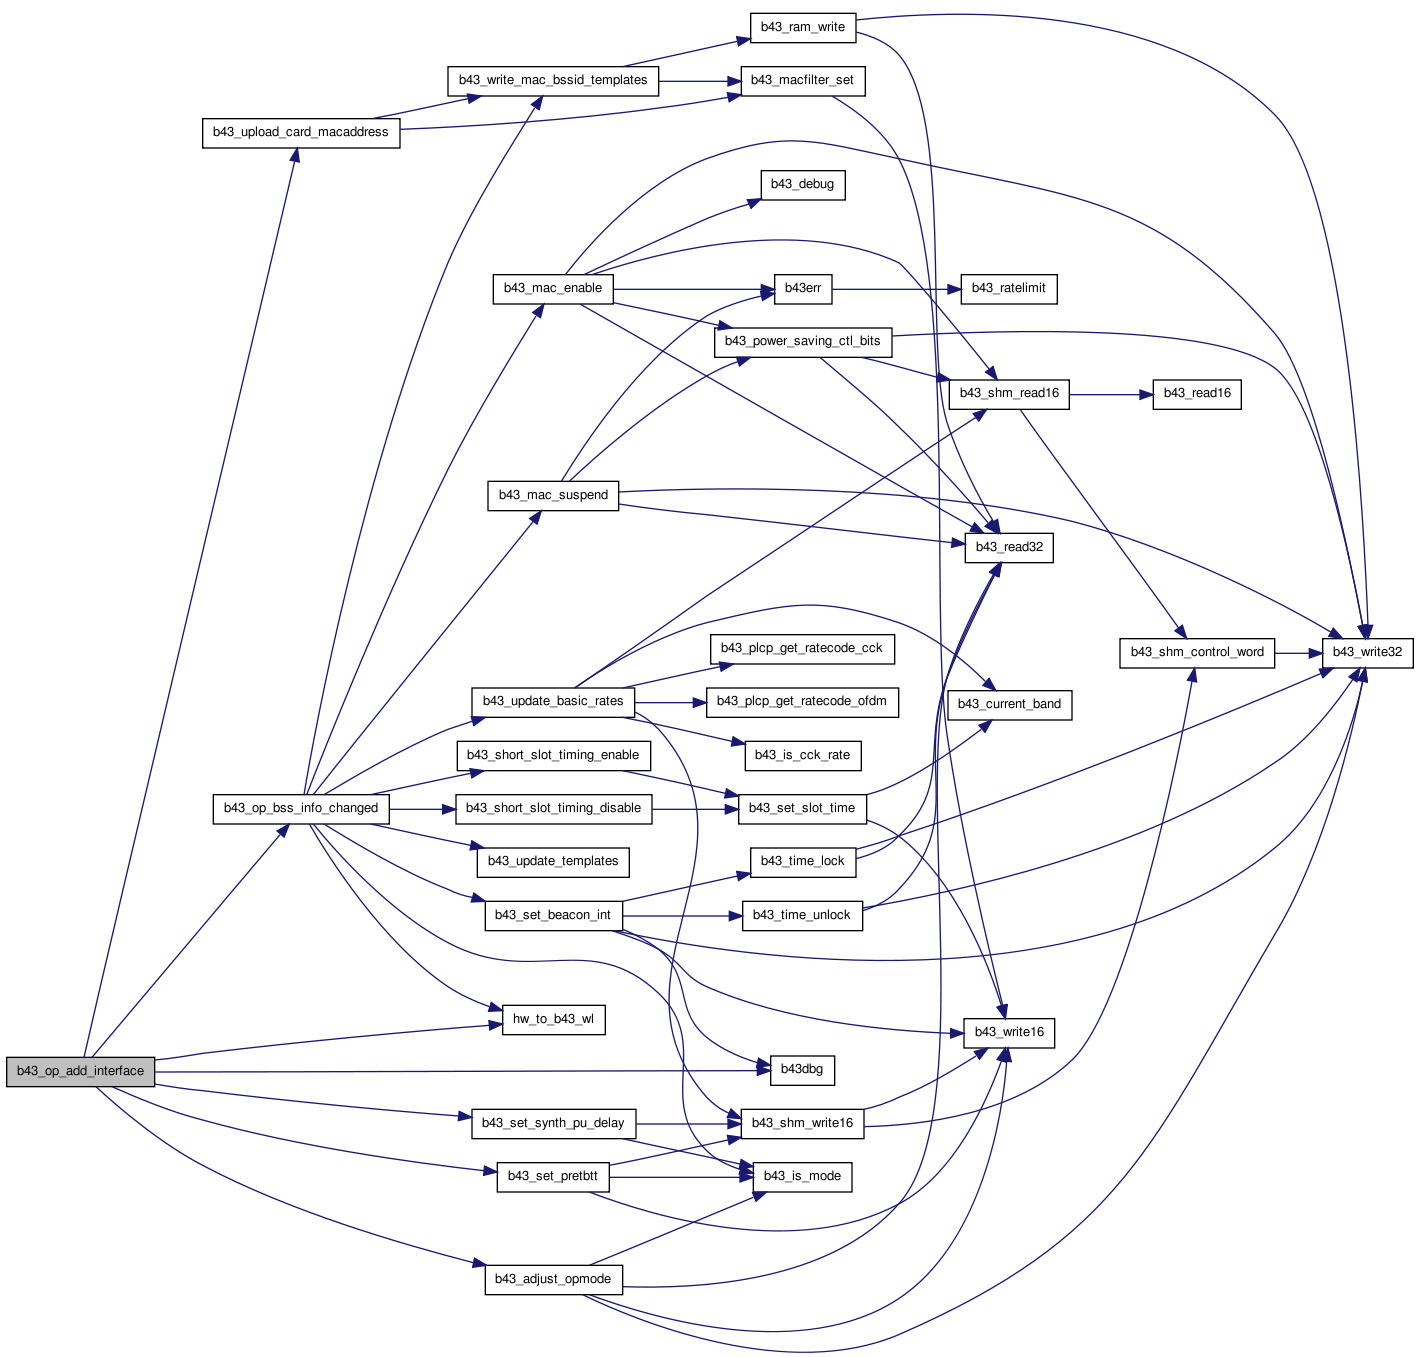 b43_ram_write
b43_write_mac_bssid_templates
b43_macfilter_set
b43_upload_card_macaddress
b43_debug
b43_mac_enable
b43err
b43_ratelimit
b43_power_saving_ctl_bits
b43_shm_read16
b43_read16
b43_mac_suspend
b43_read32
b43_plcp_get_ratecode_cck
b43_shm_control_word
b43_write32
b43_update_basic_rates
b43_plcp_get_ratecode_ofdm
b43_current_band
b43_short_slot_timing_enable
b43_is_cck_rate
b43_op_bss_info_changed
b43_short_slot_timing_disable
b43_set_slot_time
b43_update_templates
b43_time_lock
b43_set_beacon_int
b43_time_unlock
hw_to_b43_wl
b43_write16
b43_op_add_interface
b43dbg
b43_set_synth_pu_delay
b43_shm_write16
b43_set_pretbtt
b43_is_mode
b43_adjust_opmode